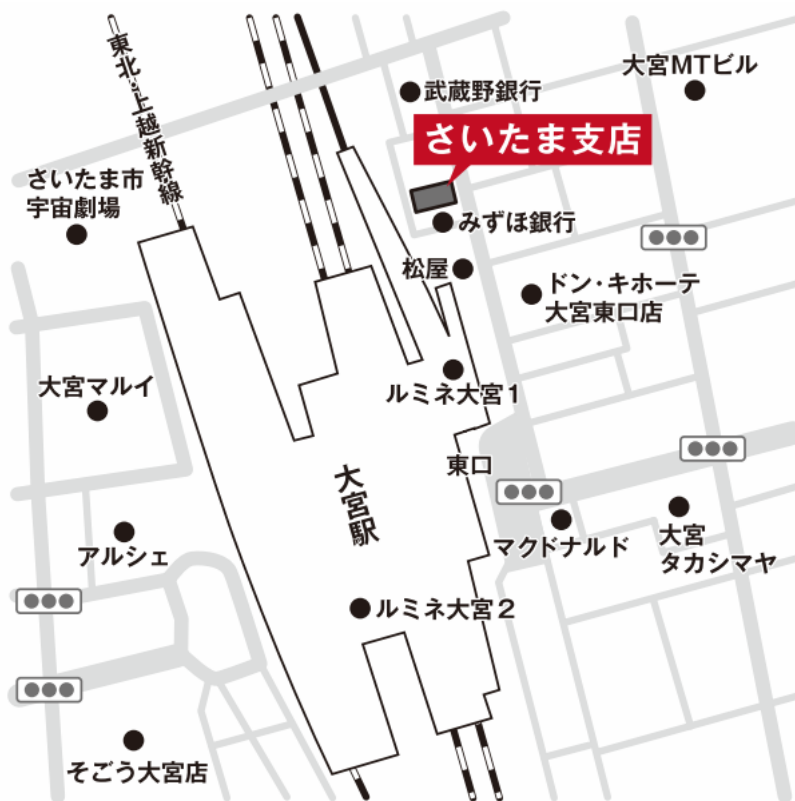 東北・上越新幹線
大宮MTビル
武蔵野銀行
さいたま支店
さいたま市
宇宙劇場
みずほ銀行
松屋
ドン・キホーテ
大宮東口店
大宮マルイ
ルミネ大宮1
東口
大宮駅
マクドナルド
大宮
タカシマヤ
アルシェ
ルミネ大宮2
そごう大宮店